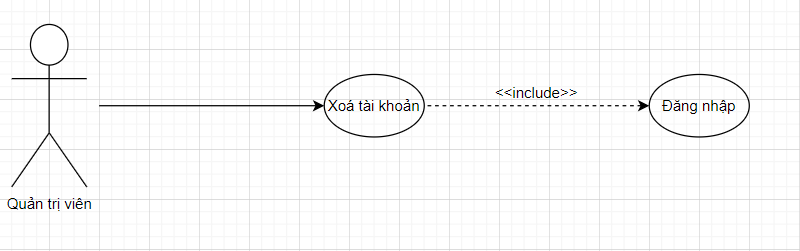 <<include>>
Xoá tài khoản
Đăng nhập
Quản trị viên